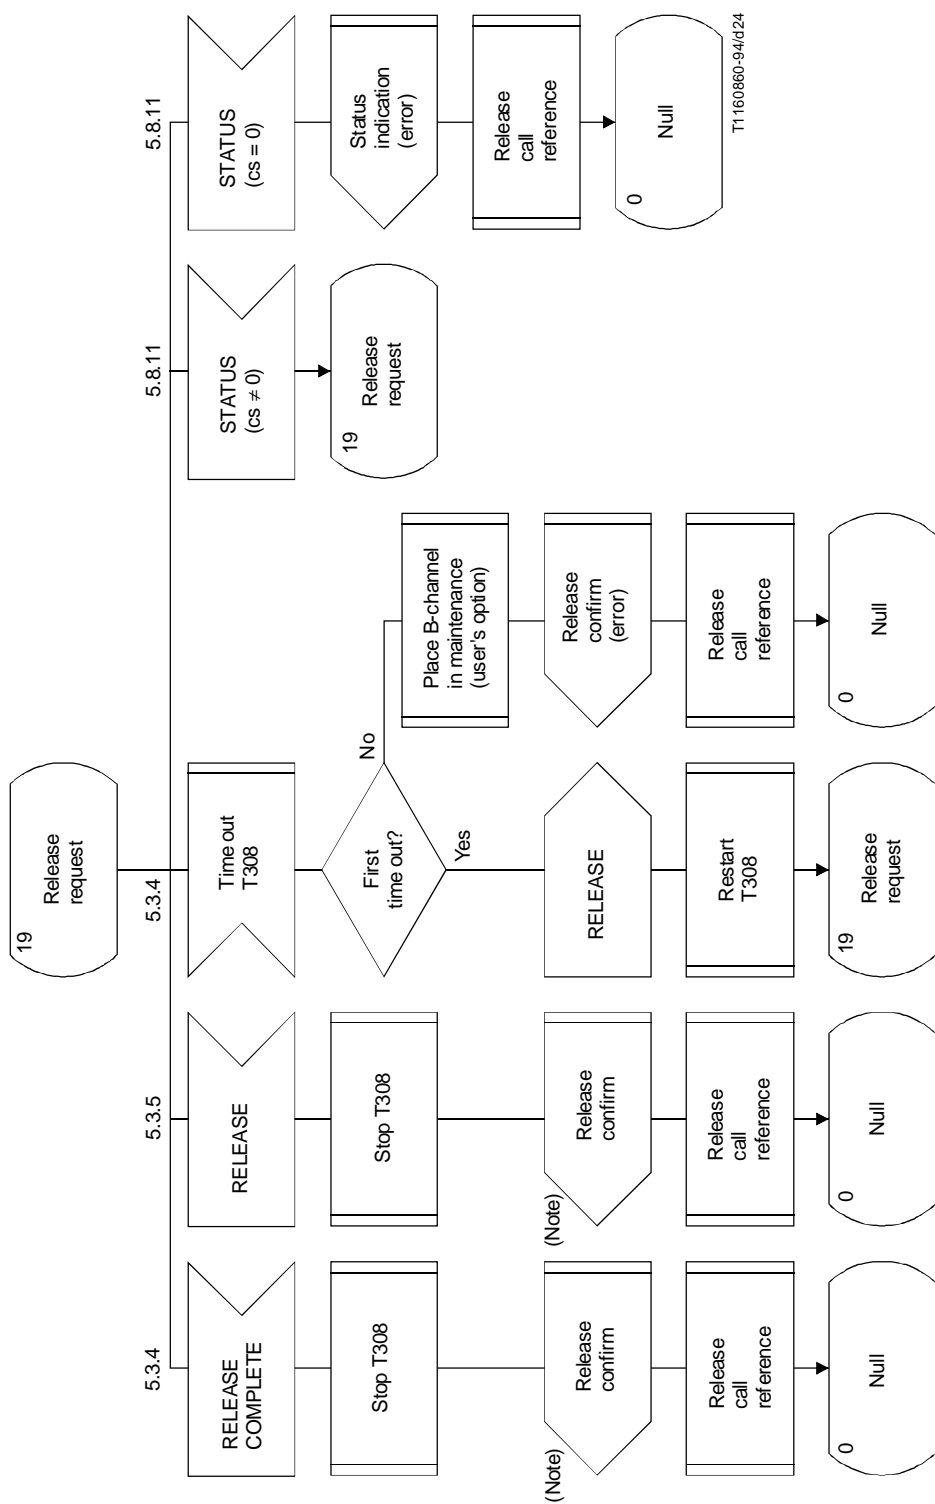 19
Release
request
5.3.4
RELEASE
COMPLETE
Stop T308
(Note)
Release
confirm
Release
call
reference
0
Null
5.3.5
RELEASE
Stop T308
(Note)
Release
confirm
Release
call
reference
0
Null
5.3.4
Time out
T308
First
time out?
Yes
RELEASE
Restart
T308
19
Release
request
No
Place B-channel
in maintenance
(user's option)
Release
confirm
(error)
Release
call
reference
0
Null
5.8.11
STATUS
(cs ≠ 0)
19
Release
request
5.8.11
STATUS
(cs = 0)
Status
indication
(error)
Release
call
reference
0
Null
T1160860-94/d24